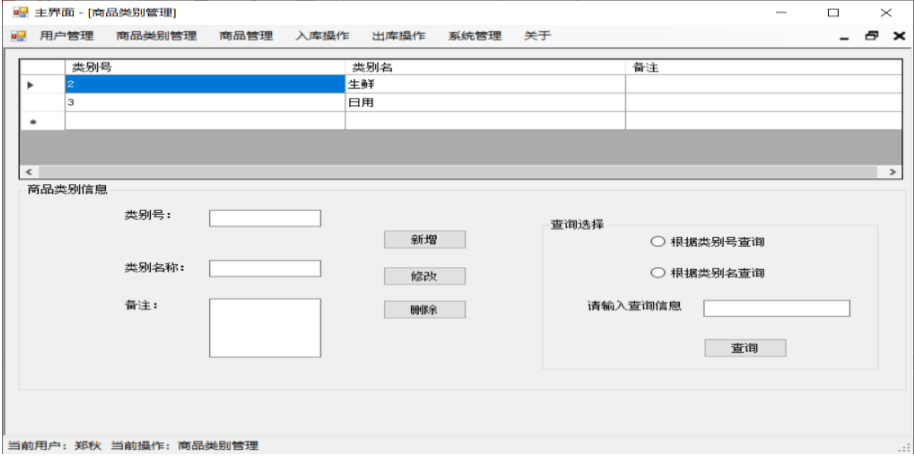 主界面 - [商品类别管理]
用户管理 商品类别管理 商品管理 入库操作 出库操作 系统管理 关于
类别号 类别名 备注
2 生鲜
3 日用
商品类别信息
类别号：
新增
类别名称：
修改
备注：
删除
查询选择
根据类别号查询
根据类别名查询
请输入查询信息
查询
当前用户：郑秋 当前操作：商品类别管理